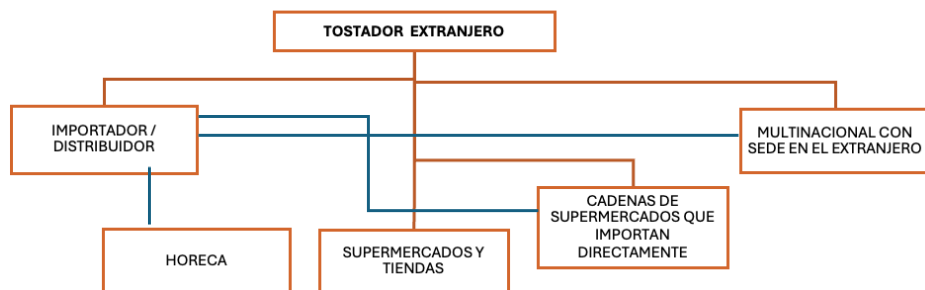 TOSTADOR EXTRANJERO
IMPORTADOR /
DISTRIBUIDOR
MULTINACIONAL CON
SEDE EN EL EXTRANJERO
CADENAS DE
SUPERMERCADOS QUE
IMPORTAN
DIRECTAMENTE
HORECA
SUPERMERCADOS Y
TIENDAS